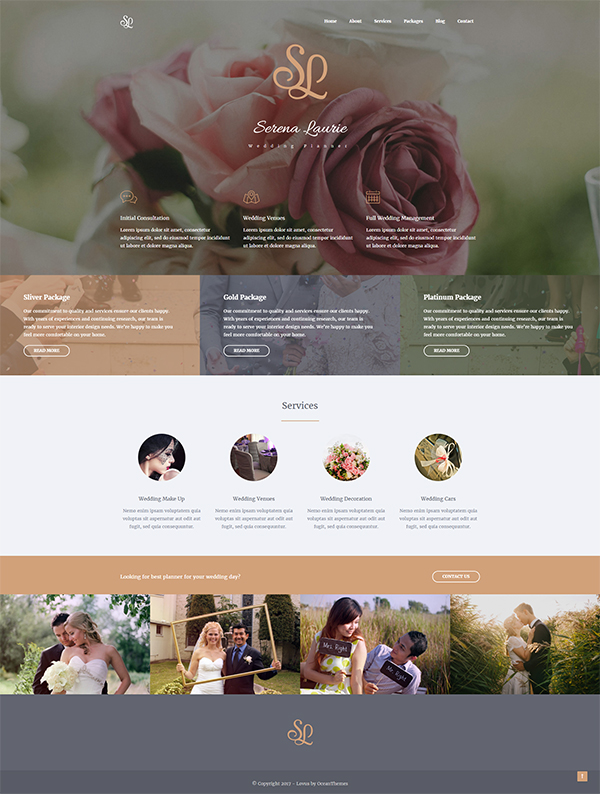 SL
Home About Services Packages Blog Contact
SL
Serena Laurie
Wedding Planner
Initial Consultation
Lorem ipsum dolor sit amet, consectetur
adipiscing elit, sed do eiusmod tempur incididunt
ut labore et dolore magna aliqua.
Wedding Venues
Lorem ipsum dolor sit amet, consectetur
adipiscing elit, sed do eiusmod tempur incididunt
ut labore et dolore magna aliqua.
Full Wedding Management
Lorem ipsum dolor sit amet, consectetur
adipiscing elit, sed do eiusmod tempur incididunt
ut labore et dolore magna aliqua.
Sliver Package
Our commitment to quality and services ensure our clients happy.
With years of experiences and continuing research, our team is
ready to serve your interior design needs. We're happy to make you
feel more comfortable on your home.
READ MORE
Gold Package
Our commitment to quality and services ensure our clients happy.
With years of experiences and continuing research, our team is
ready to serve your interior design needs. We're happy to make you
feel more comfortable on your home.
READ MORE
Platinum Package
Our commitment to quality and services ensure our clients happy.
With years of experiences and continuing research, our team is
ready to serve your interior design needs. We're happy to make you
feel more comfortable on your home.
READ MORE
Services
Wedding Make Up
Nemo enim ipsam voluptatem quia
voluptas sit aspernatur aut odit aut
fugit, sed quia consequuntur.
Wedding Venues
Nemo enim ipsam voluptatem quia
voluptas sit aspernatur aut odit aut
fugit, sed quia consequuntur.
Wedding Decoration
Nemo enim ipsam voluptatem quia
voluptas sit aspernatur aut odit aut
fugit, sed quia consequuntur.
Wedding Cars
Nemo enim ipsam voluptatem quia
voluptas sit aspernatur aut odit aut
fugit, sed quia consequuntur.
Looking for best planner for your wedding day?
CONTACT US
Mrs. Right
Mr. Right
SL
© Copyright 2017 - Lovus by OceanThemes